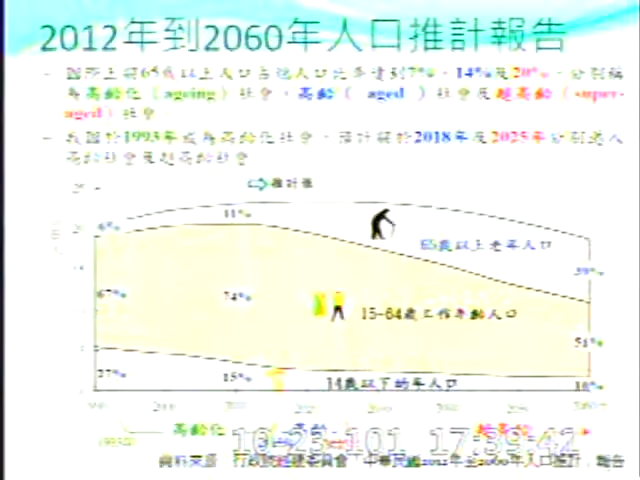 2012年到2060年人口推計報告
– 國際上將65歲以上人口占總人口比率達到7%、14%及20%，分別稱
為高齡化（ageing）社會、高齡（aged）社會及超高齡（super-
aged）社會
– 我國於1993年成為高齡化社會，預計將於2018年及2025年分別邁入
高齡社會及超高齡社會
推計值
6% 11%
65歲以上老年人口
39%
67% 74%
15-64歲工作年齡人口
51%
27% 15%
14歲以下幼年人口
10%
高齡化 高齡 超高齡
10 23 101 17:39:42
資料來源 行政院經建會「中華民國2012年至2060年人口推計」報告